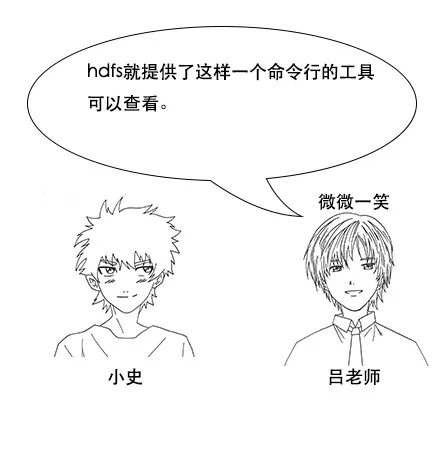 hdfs就提供了这样一个命令行的工具
可以查看。
微微一笑
小史
吕老师